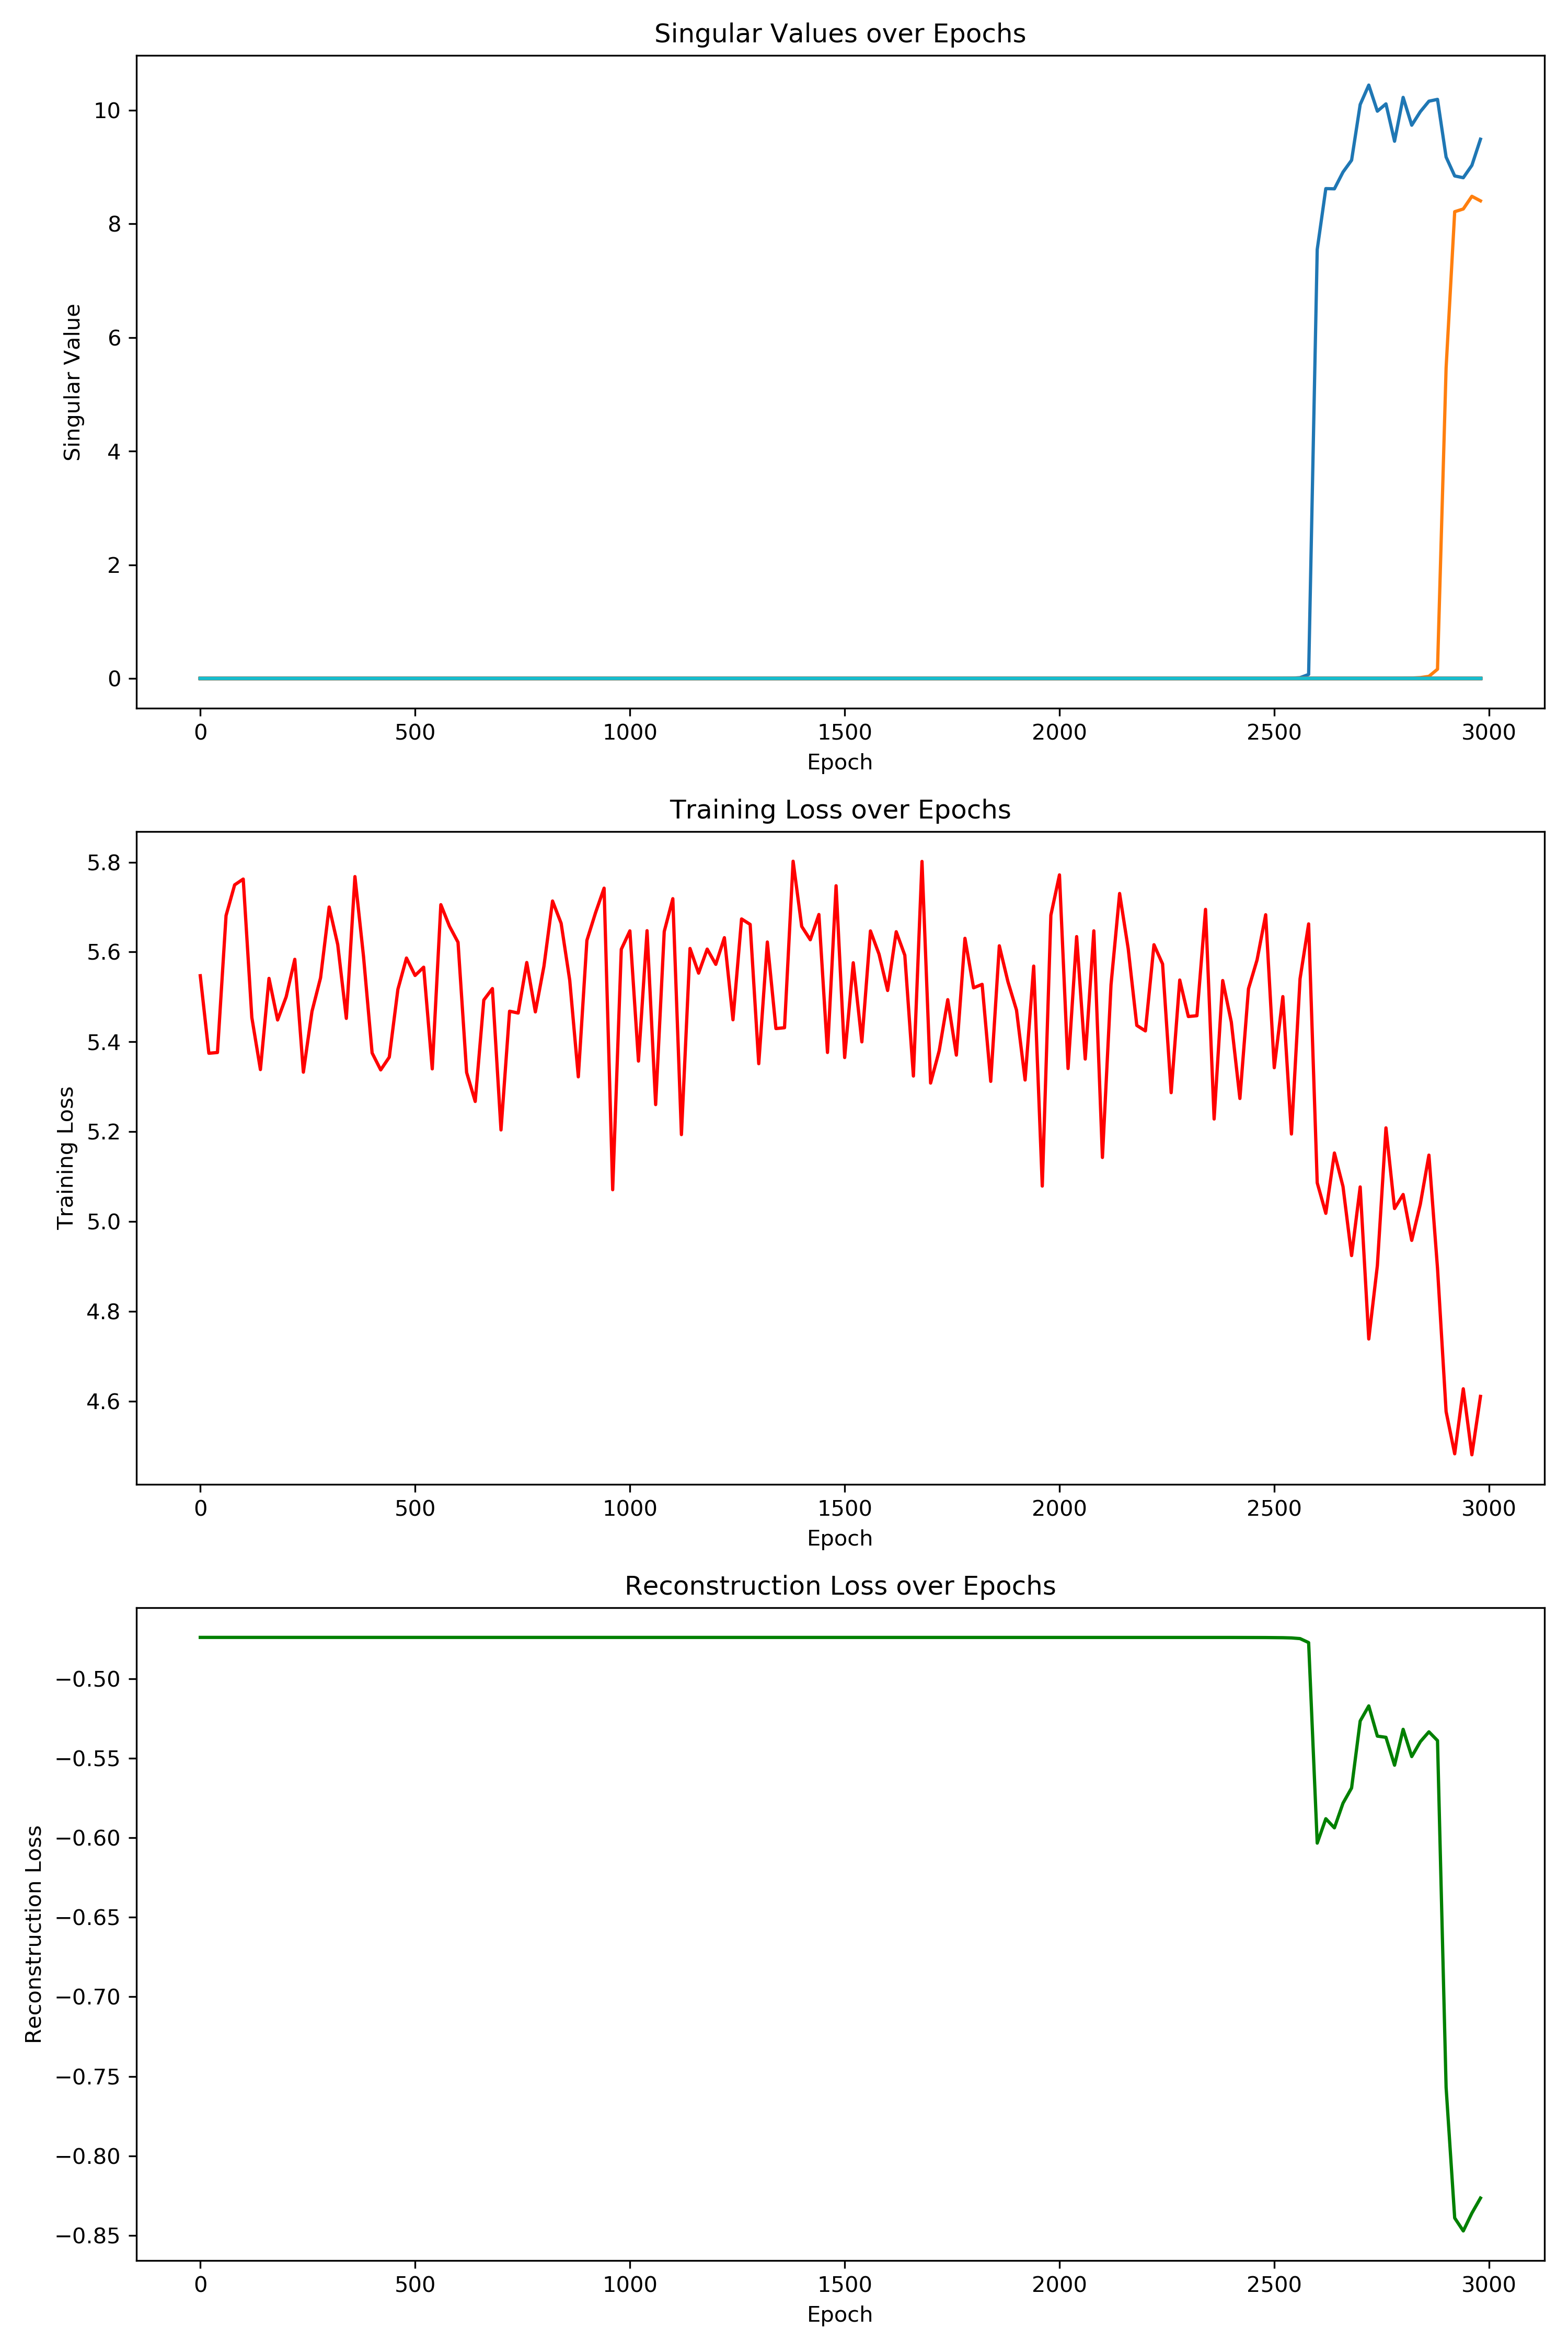 Singular Values over Epochs
10
8
6
4
2
0
Singular Value
0 500 1000 1500 2000 2500 3000
Epoch
Training Loss over Epochs
5.8
5.6
5.4
5.2
5.0
4.8
4.6
Training Loss
0 500 1000 1500 2000 2500 3000
Epoch
Reconstruction Loss over Epochs
−0.50
−0.55
−0.60
−0.65
−0.70
−0.75
−0.80
−0.85
Reconstruction Loss
0 500 1000 1500 2000 2500 3000
Epoch